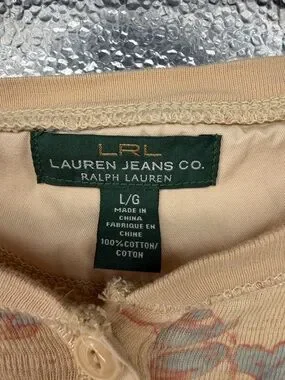 LRL
LAUREN JEANS CO.
RALPH LAUREN
L/G
MADE IN
CHINA
FABRIQUE EN
CHINE
100% COTTON/
COTON